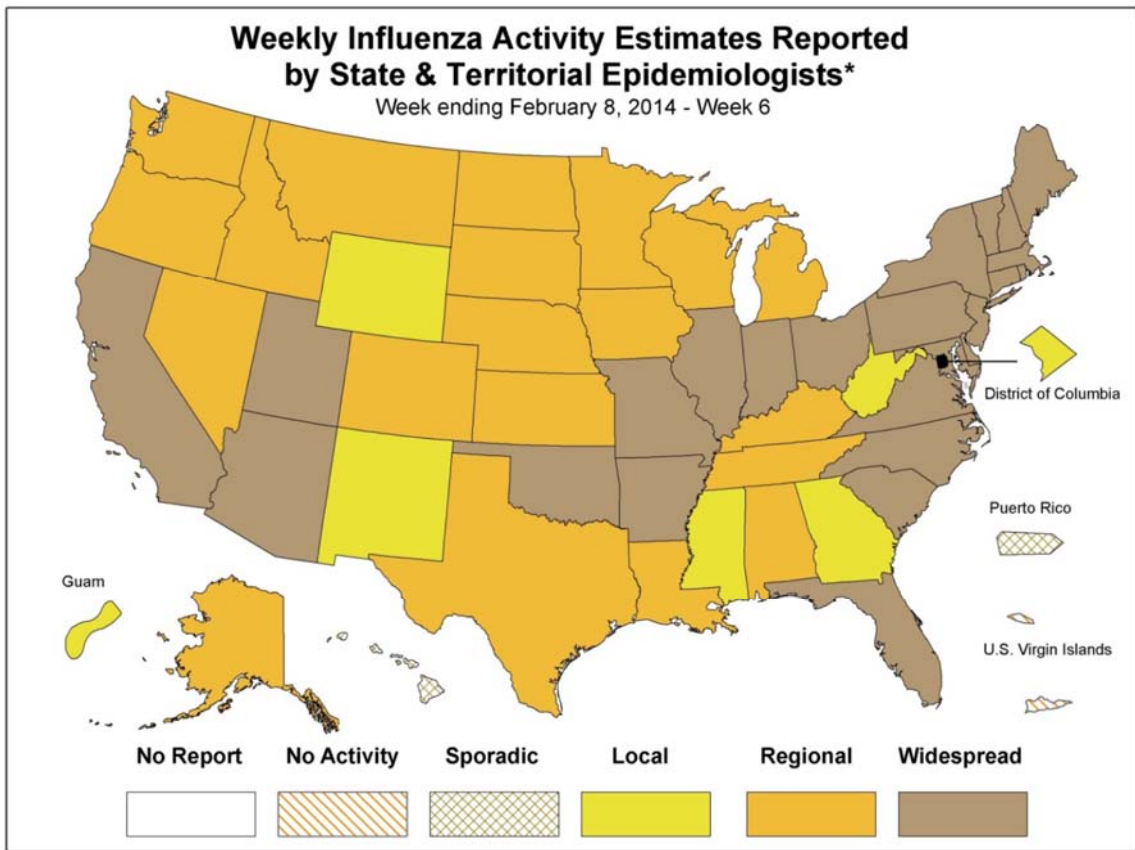 Weekly Influenza Activity Estimates Reported
by State & Territorial Epidemiologists*
Week ending February 8, 2014 - Week 6
District of Columbia
Puerto Rico
Guam
U.S. Virgin Islands
No Report No Activity Sporadic Local Regional Widespread